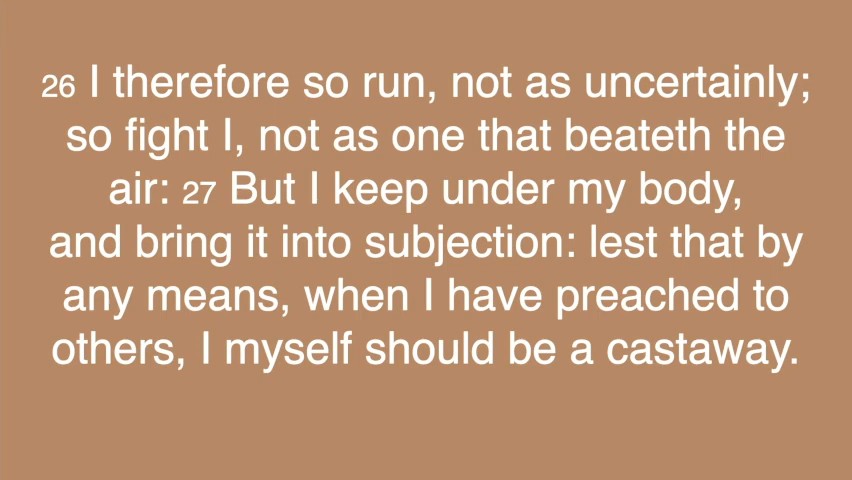 26 I therefore so run, not as uncertainly;
so fight I, not as one that beateth the
air: 27 But I keep under my body,
and bring it into subjection: lest that by
any means, when I have preached to
others, I myself should be a castaway.